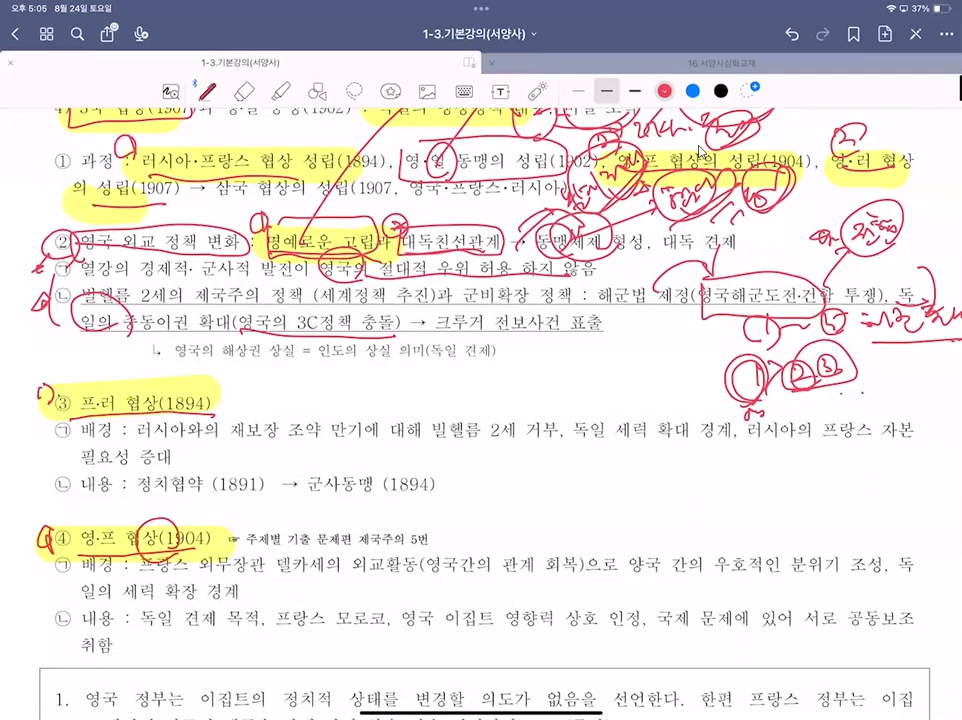 오후 5:05 8월 24일 토요일
37%
1-3.기본강의(서양사)
1-3.기본강의(서양사)
16.서양사심화교재
① 과정 : 러시아·프랑스 협상 성립(1894), 영·일 동맹의 성립(1902), 영·프 협상의 성립(1904), 영·러 협상
의 성립(1907) → 삼국 협상의 성립(1907, 영국·프랑스·러시아)
② 영국 외교 정책 변화 : 명예로운 고립과 대독친선관계 → 동맹체제 형성, 대독 견제
㉠ 열강의 경제적·군사적 발전이 영국의 절대적 우위 허용 하지 않음
㉡ 빌헬름 2세의 제국주의 정책 (세계정책 추진)과 군비확장 정책 : 해군법 제정(영국해군도전·건함 투쟁), 독
일의 중동이권 확대(영국의 3C정책 충돌) → 크루거 전보사건 표출
↳ 영국의 해상권 상실 = 인도의 상실 의미(독일 견제)
③ 프·러 협상(1894)
㉠ 배경 : 러시아와의 재보장 조약 만기에 대해 빌헬름 2세 거부, 독일 세력 확대 경계, 러시아의 프랑스 자본
필요성 증대
㉡ 내용 : 정치협약 (1891) → 군사동맹 (1894)
④ 영·프 협상(1904) ☞ 주제별 기출 문제편 제국주의 5번
㉠ 배경 : 프랑스 외무장관 델카세의 외교활동(영국간의 관계 회복)으로 양국 간의 우호적인 분위기 조성, 독
일의 세력 확장 경계
㉡ 내용 : 독일 견제 목적, 프랑스 모로코, 영국 이집트 영향력 상호 인정, 국제 문제에 있어 서로 공동보조
취함
1. 영국 정부는 이집트의 정치적 상태를 변경할 의도가 없음을 선언한다. 한편 프랑스 정부는 이집